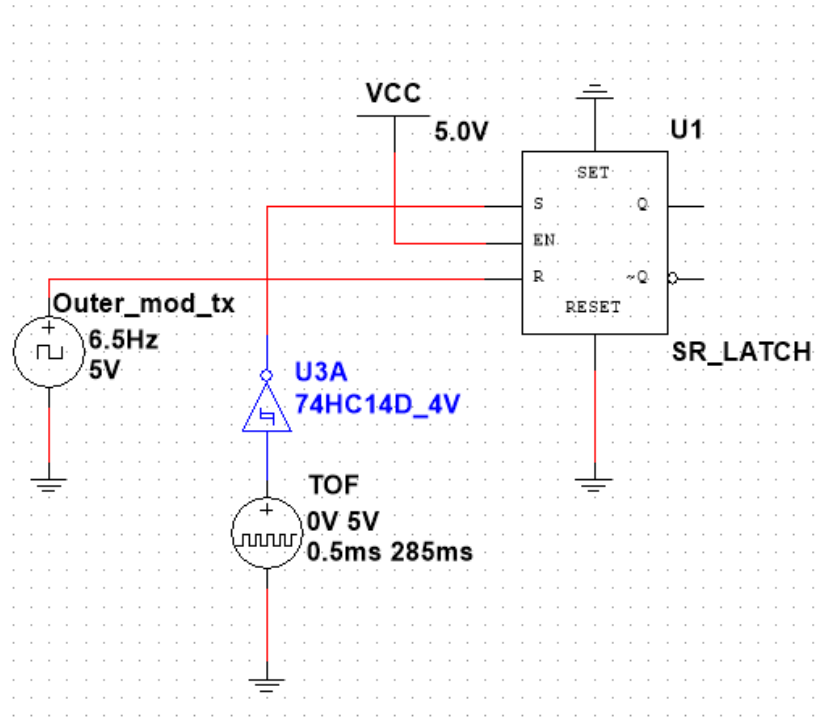 VCC
5.0V
U1
SET
S
Q
EN
R
~Q
RESET
Outer_mod_tx
6.5Hz
5V
SR_LATCH
U3A
74HC14D_4V
TOF
0V 5V
0.5ms 285ms